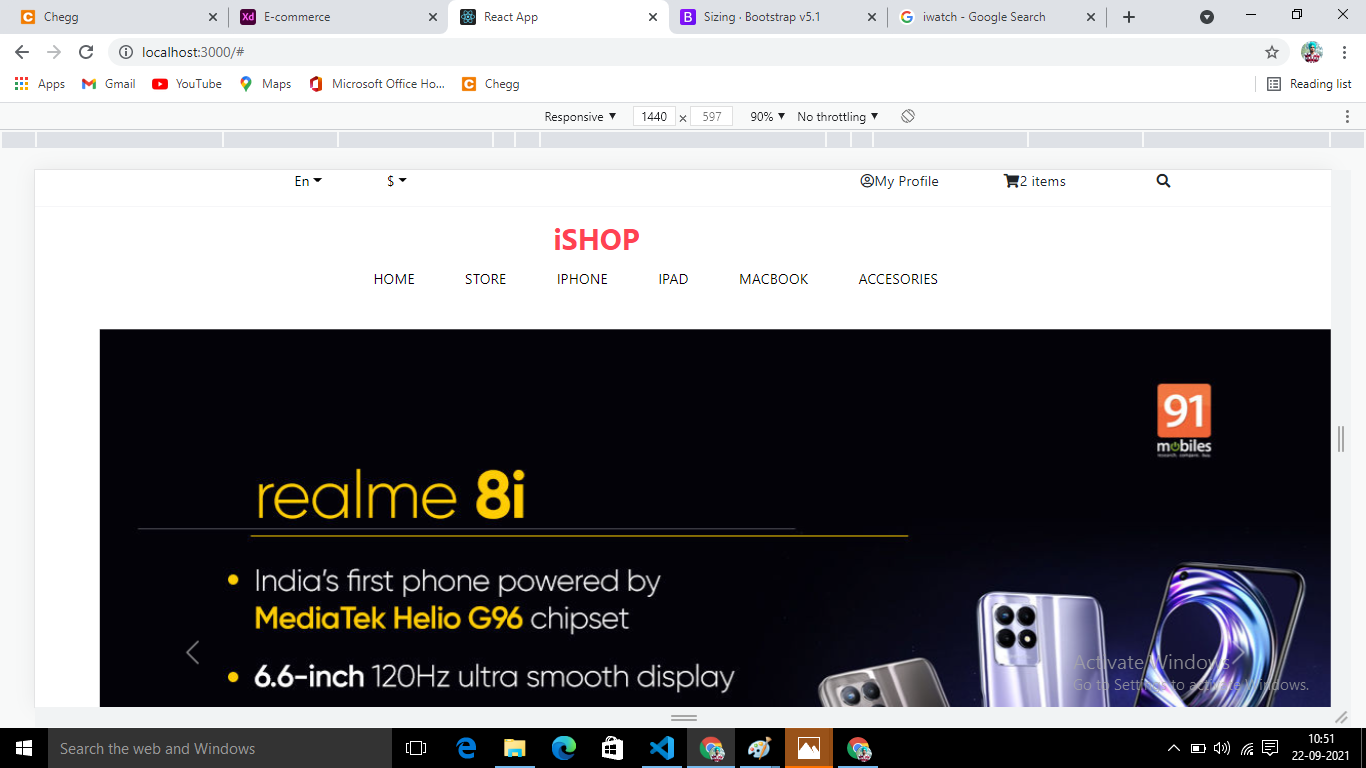 Chegg
Xd E-commerce
React App
B Sizing · Bootstrap v5.1
iwatch - Google Search
localhost:3000/#
Apps
Gmail
YouTube
Maps
Microsoft Office Ho...
Chegg
Reading list
Responsive ▼ 1440 × 597 90% ▼ No throttling ▼
En
$
My Profile
2 items
iSHOP
HOME STORE IPHONE IPAD MACBOOK ACCESORIES
91
mobiles
realme 8i
• India's first phone powered by
MediaTek Helio G96 chipset
• 6.6-inch 120Hz ultra smooth display
Activate Windows
Go to Settings to activate Windows.
Search the web and Windows
10:51
22-09-2021